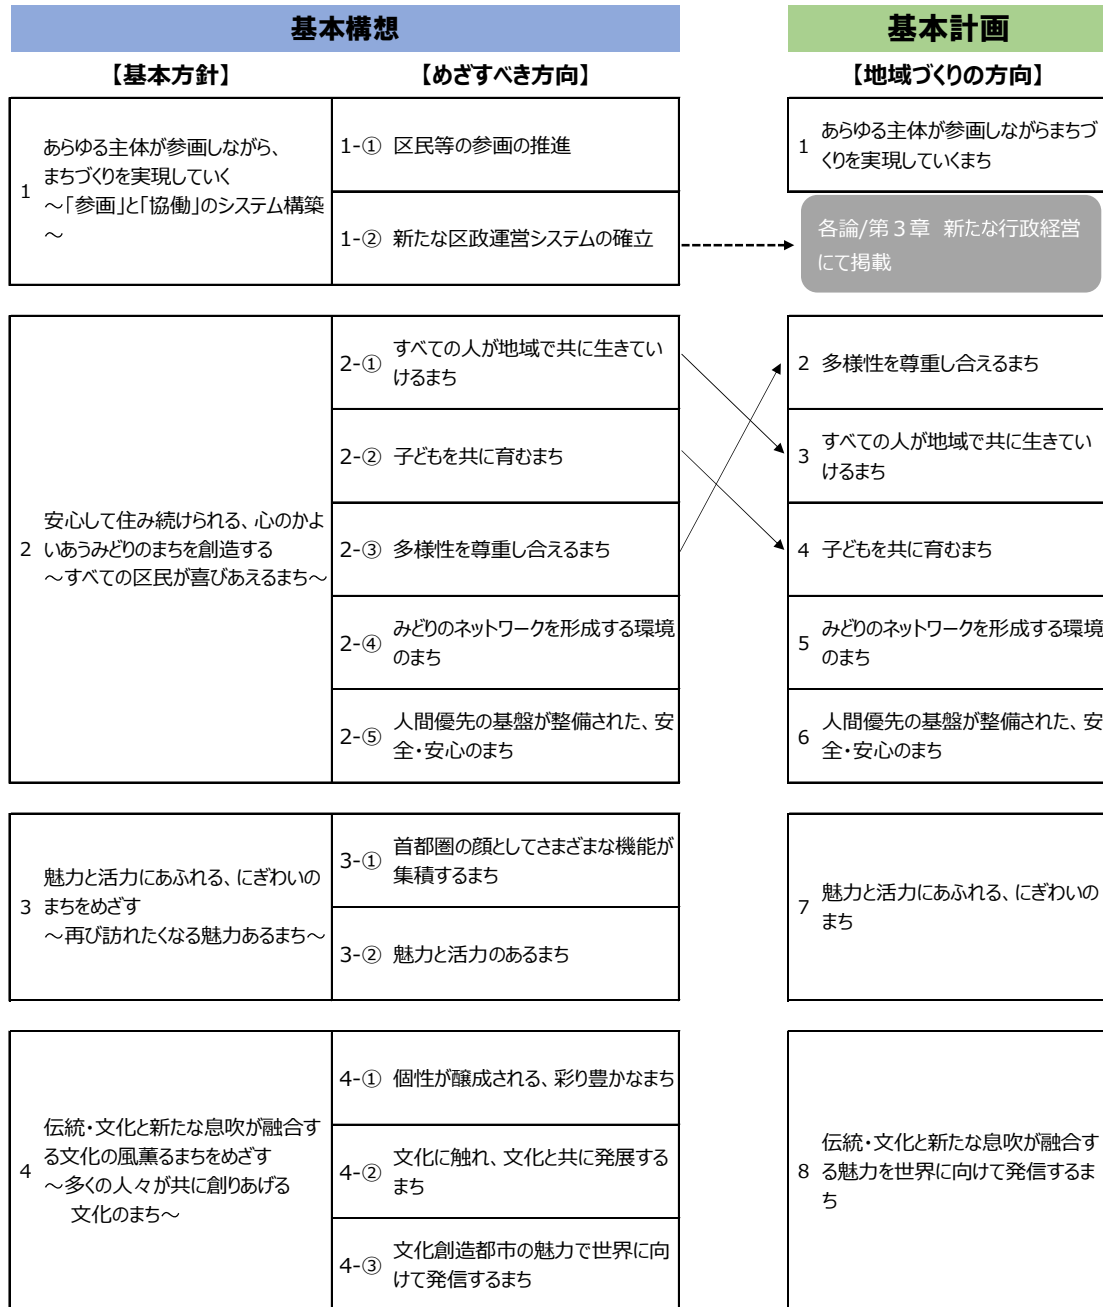 基本構想
基本計画
【基本方針】
【めざすべき方向】
【地域づくりの方向】
1
あらゆる主体が参画しながら、
まちづくりを実現していく
～「参画」と「協働」のシステム構築
～
1-① 区民等の参画の推進
1-② 新たな区政運営システムの確立
1
あらゆる主体が参画しながらまちづ
くりを実現していくまち
各論/第３章 新たな行政経営
にて掲載
2
安心して住み続けられる、心のかよ
いあうみどりのまちを創造する
～すべての区民が喜びあえるまち～
2-①
すべての人が地域で共に生きてい
けるまち
2-② 子どもを共に育むまち
2-③ 多様性を尊重し合えるまち
2-④
みどりのネットワークを形成する環境
のまち
2-⑤
人間優先の基盤が整備された、安
全・安心のまち
2 多様性を尊重し合えるまち
3
すべての人が地域で共に生きてい
けるまち
4 子どもを共に育むまち
5
みどりのネットワークを形成する環境
のまち
6
人間優先の基盤が整備された、安
全・安心のまち
3
魅力と活力にあふれる、にぎわいの
まちをめざす
～再び訪れたくなる魅力あるまち～
3-①
首都圏の顔としてさまざまな機能が
集積するまち
3-② 魅力と活力のあるまち
7
魅力と活力にあふれる、にぎわいの
まち
4
伝統・文化と新たな息吹が融合す
る文化の風薫るまちをめざす
～多くの人々が共に創りあげる
文化のまち～
4-① 個性が醸成される、彩り豊かなまち
4-②
文化に触れ、文化と共に発展する
まち
4-③
文化創造都市の魅力で世界に向
けて発信するまち
8
伝統・文化と新たな息吹が融合す
る魅力を世界に向けて発信するま
ち